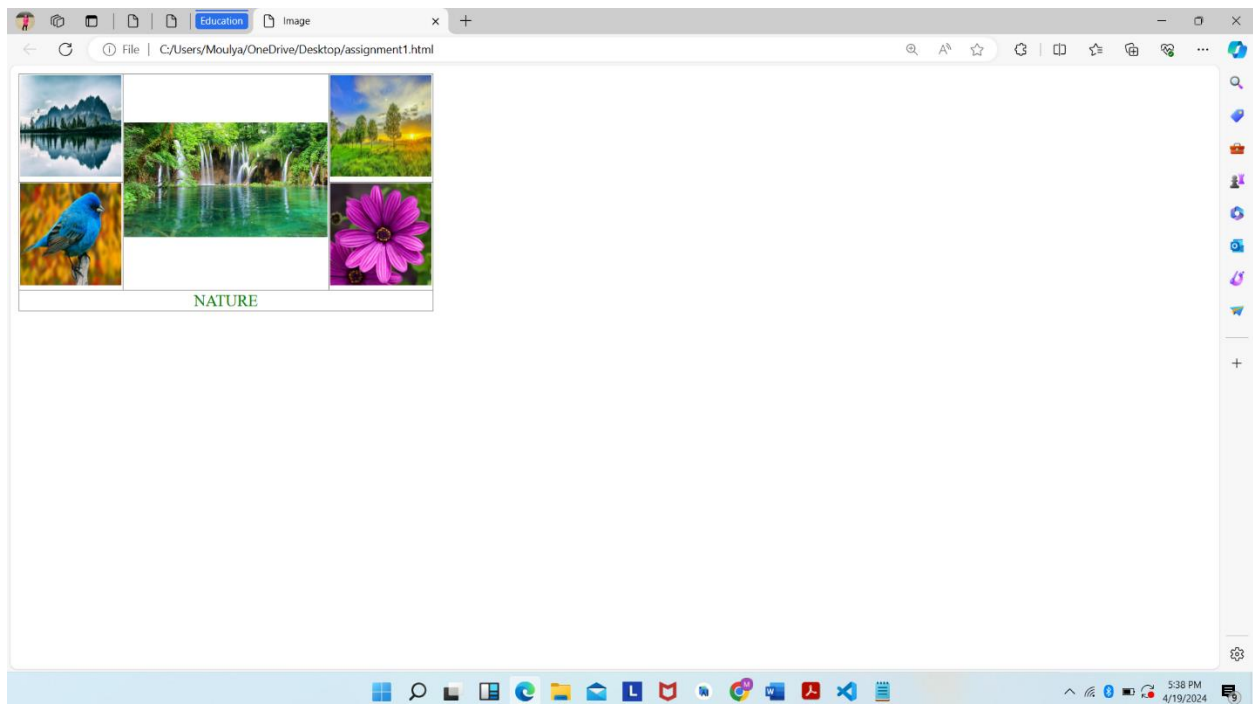 Education
Image
File
C:/Users/Moulya/OneDrive/Desktop/assignment1.html
NATURE
5:38 PM
4/19/2024